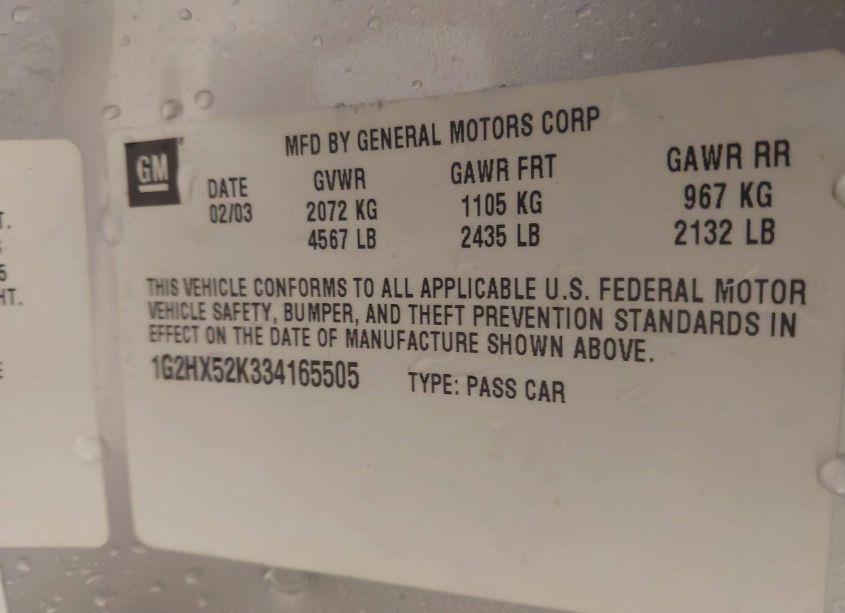 MFD BY GENERAL MOTORS CORP
GM
DATE GVWR GAWR FRT GAWR RR
02/03 2072 KG 1105 KG 967 KG
4567 LB 2435 LB 2132 LB
THIS VEHICLE CONFORMS TO ALL APPLICABLE U.S. FEDERAL MOTOR
VEHICLE SAFETY, BUMPER, AND THEFT PREVENTION STANDARDS IN
EFFECT ON THE DATE OF MANUFACTURE SHOWN ABOVE.
1G2HX52K334165505 TYPE: PASS CAR